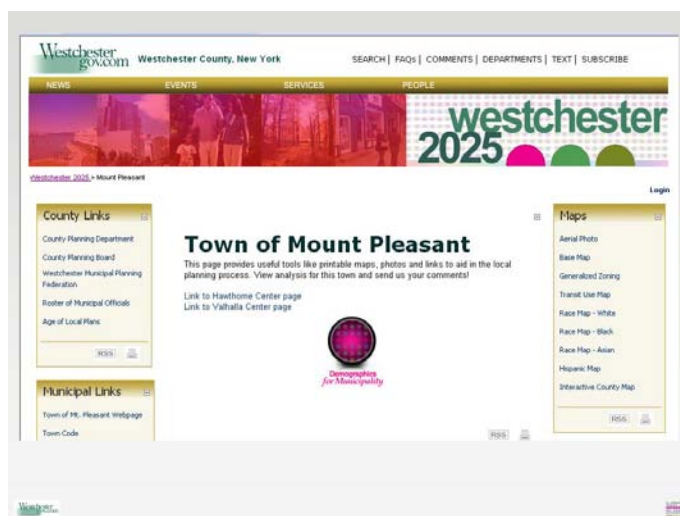 Westchester
gov.com
Westchester County, New York
SEARCH | FAQs | COMMENTS | DEPARTMENTS | TEXT | SUBSCRIBE
NEWS EVENTS SERVICES PEOPLE
westchester
2025
Westchester 2025 > Mount Pleasant
Login
County Links
County Planning Department
County Planning Board
Westchester Municipal Planning
Federation
Roster of Municipal Officials
Age of Local Plans
RSS
Municipal Links
Town of Mt. Pleasant Webpage
Town Code
Town of Mount Pleasant
This page provides useful tools like printable maps, photos and links to aid in the local
planning process. View analysis for this town and send us your comments!
Link to Hawthorne Center page
Link to Valhalla Center page
Demographics
for Municipality
RSS
Maps
Aerial Photo
Base Map
Generalized Zoning
Transit Use Map
Race Map - White
Race Map - Black
Race Map - Asian
Hispanic Map
Interactive County Map
RSS
Westchester